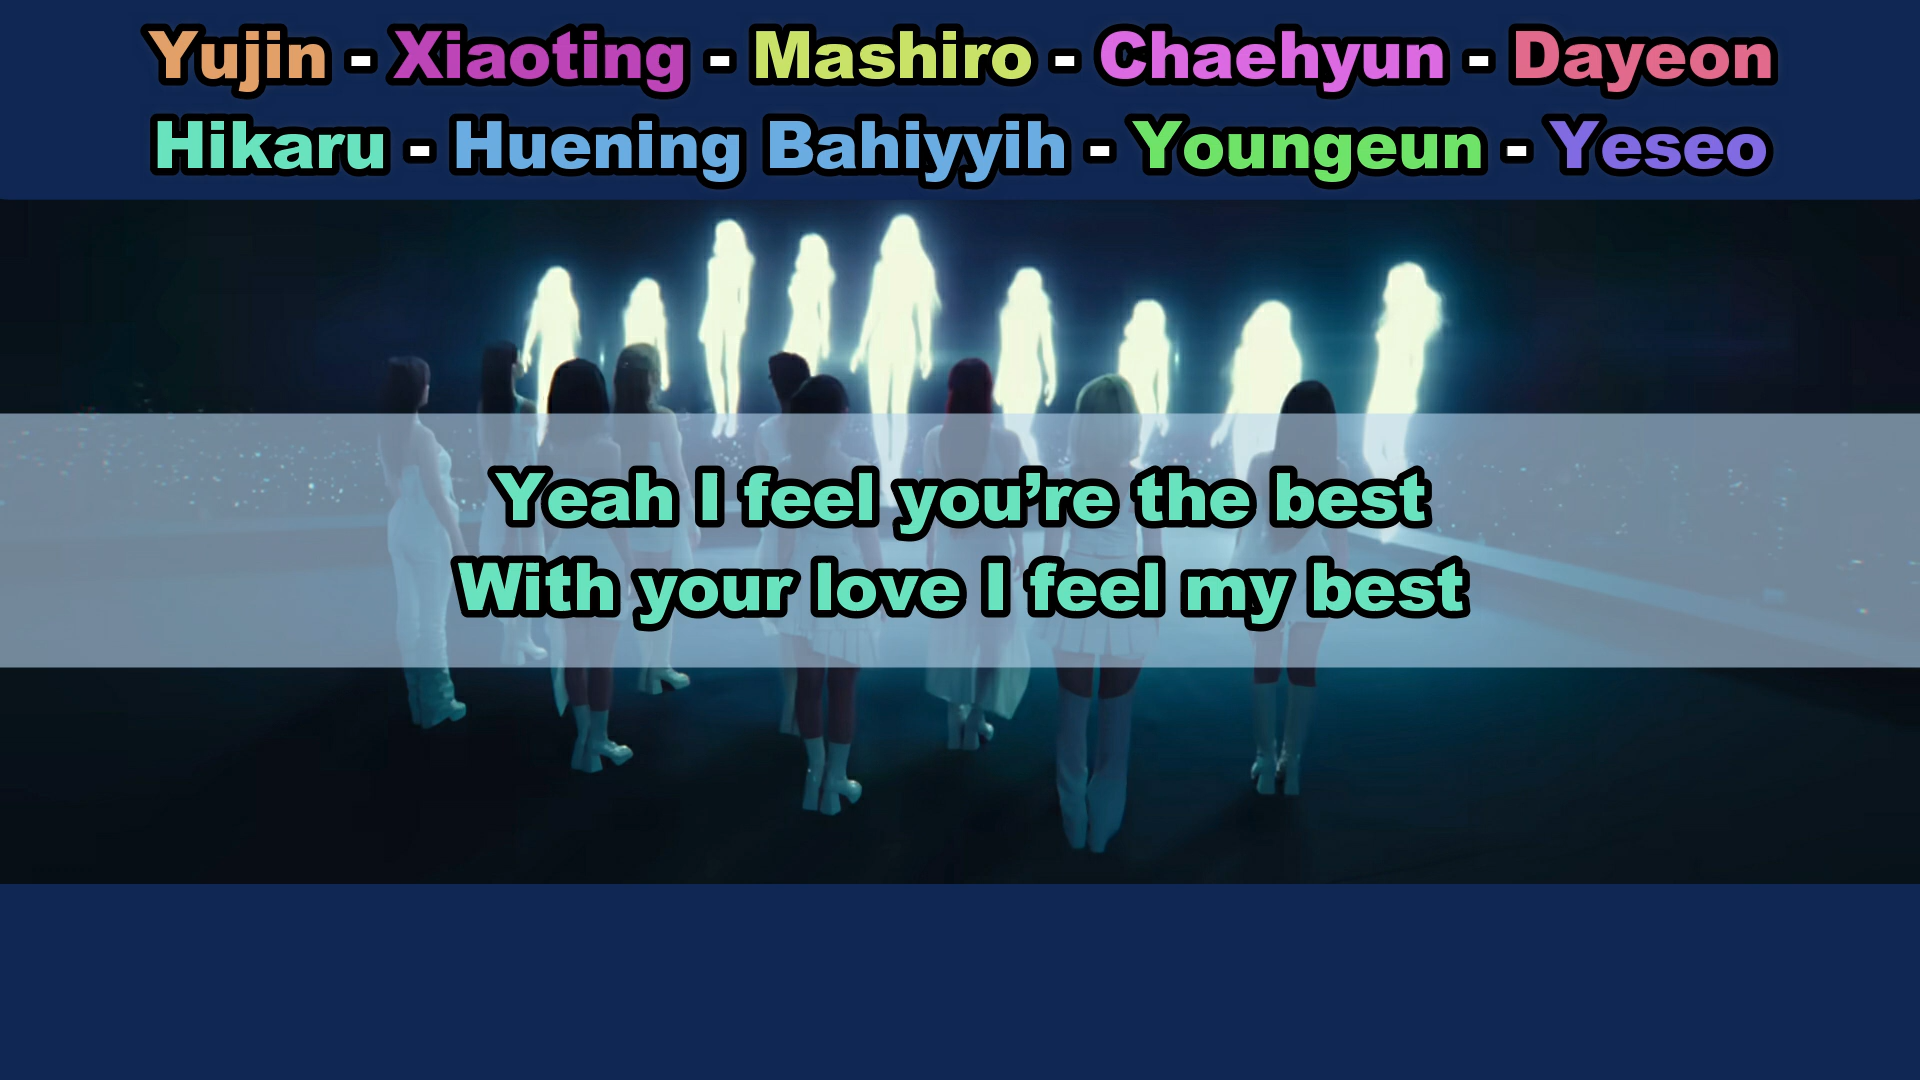 Yujin - Xiaoting - Mashiro - Chaehyun - Dayeon
Hikaru - Huening Bahiyyih - Youngeun - Yeseo
Yeah I feel you’re the best
With your love I feel my best